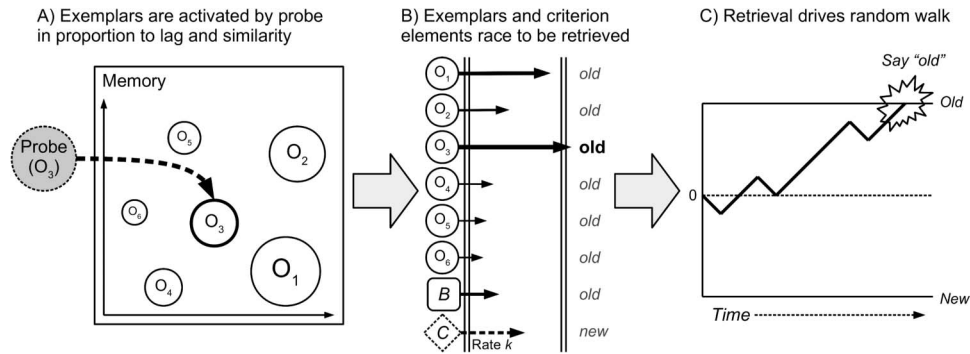 A) Exemplars are activated by probe
in proportion to lag and similarity
Memory
Probe
(O3)
O5
O2
O6
O3
O4
O1
B) Exemplars and criterion
elements race to be retrieved
O1 old
O2 old
O3 old
O4 old
O5 old
O6 old
B old
C new
Rate k
C) Retrieval drives random walk
Say "old"
Old
0
New
Time